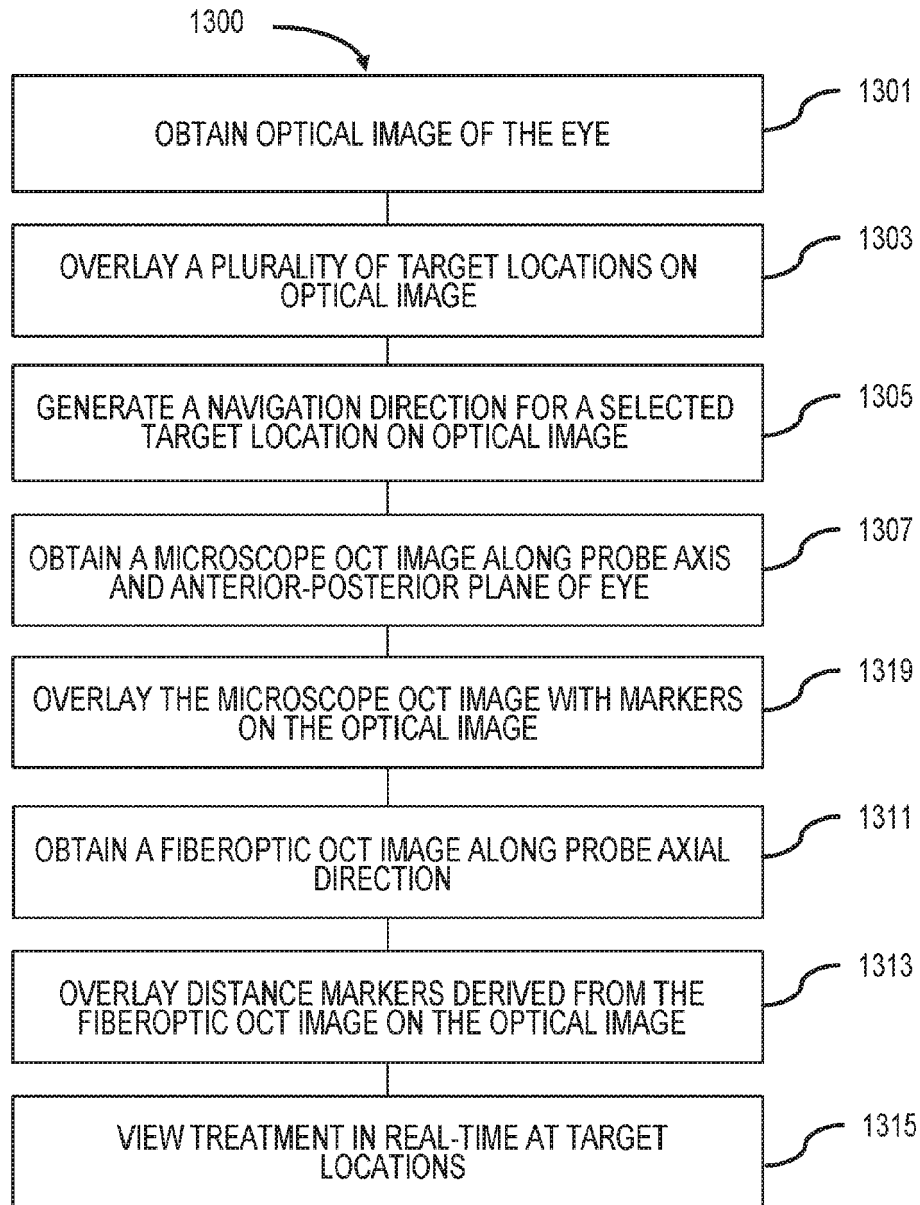 1300
1301
OBTAIN OPTICAL IMAGE OF THE EYE
1303
OVERLAY A PLURALITY OF TARGET LOCATIONS ON
OPTICAL IMAGE
1305
GENERATE A NAVIGATION DIRECTION FOR A SELECTED
TARGET LOCATION ON OPTICAL IMAGE
1307
OBTAIN A MICROSCOPE OCT IMAGE ALONG PROBE AXIS
AND ANTERIOR-POSTERIOR PLANE OF EYE
1319
OVERLAY THE MICROSCOPE OCT IMAGE WITH MARKERS
ON THE OPTICAL IMAGE
1311
OBTAIN A FIBEROPTIC OCT IMAGE ALONG PROBE AXIAL
DIRECTION
1313
OVERLAY DISTANCE MARKERS DERIVED FROM THE
FIBEROPTIC OCT IMAGE ON THE OPTICAL IMAGE
1315
VIEW TREATMENT IN REAL-TIME AT TARGET
LOCATIONS